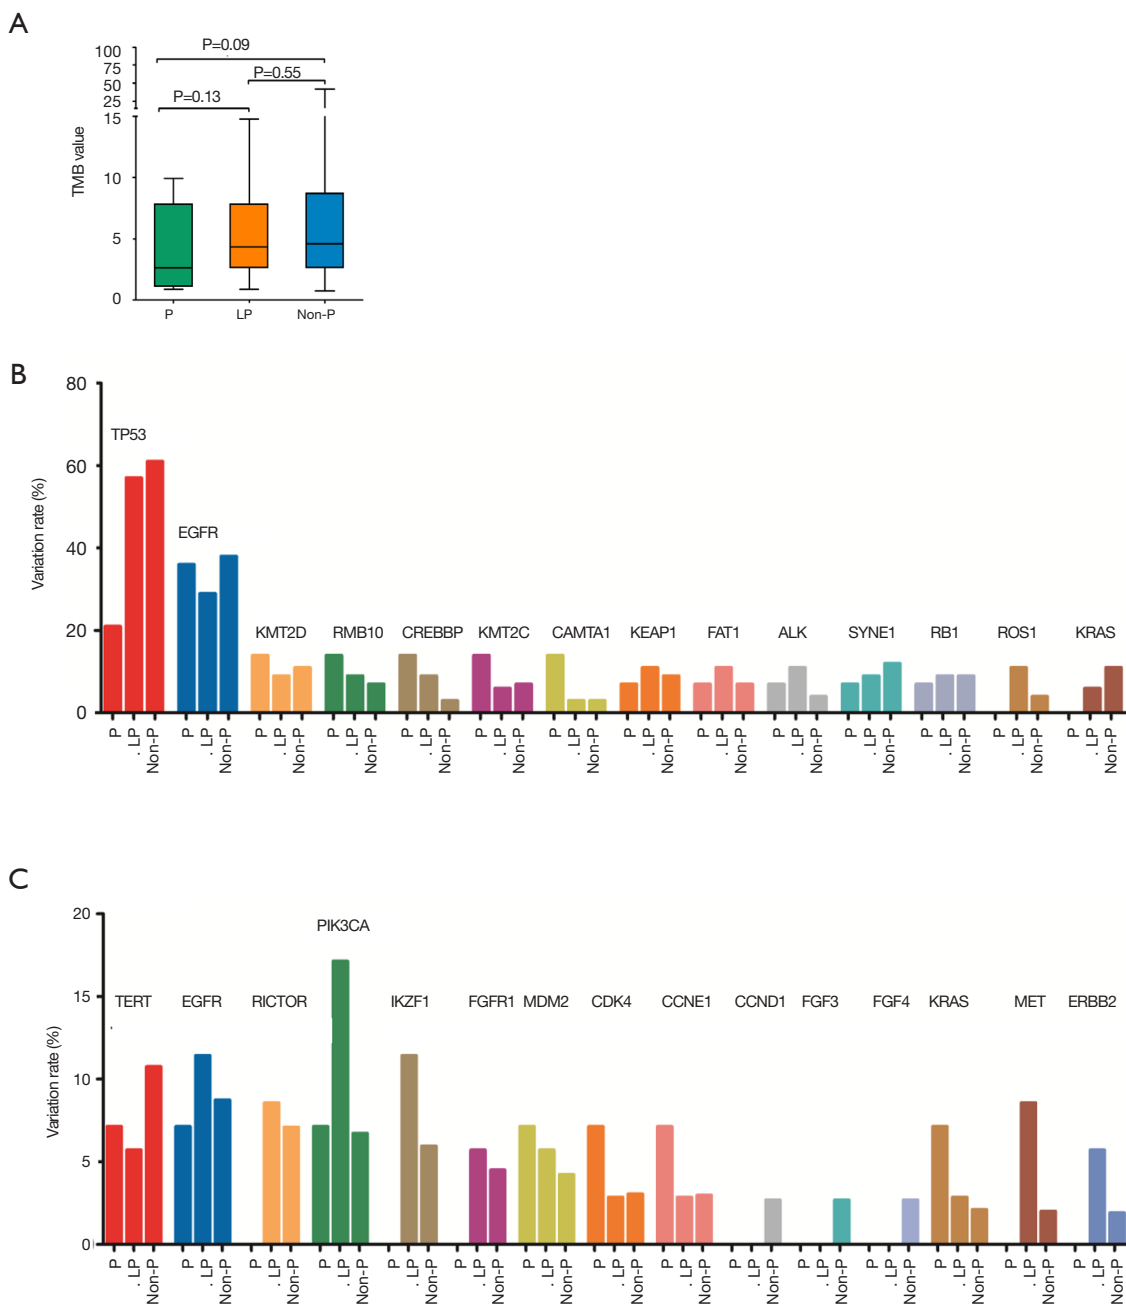 A
P=0.09
P=0.55
P=0.13
100
75
50
25
15
10
5
0
TMB value
P LP Non-P
B
80
60
40
20
0
Variation rate (%)
TP53
EGFR
KMT2D RMB10 CREBBP KMT2C CAMTA1 KEAP1 FAT1 ALK SYNE1 RB1 ROS1 KRAS
P . LP Non-P P . LP Non-P P . LP Non-P P . LP Non-P P . LP Non-P P . LP Non-P P . LP Non-P P . LP Non-P P . LP Non-P P . LP Non-P P . LP Non-P P . LP Non-P P . LP Non-P P . LP Non-P
C
20
15
10
5
0
Variation rate (%)
PIK3CA
TERT EGFR RICTOR IKZF1 FGFR1 MDM2 CDK4 CCNE1 CCND1 FGF3 FGF4 KRAS MET ERBB2
P . LP Non-P P . LP Non-P P . LP Non-P P . LP Non-P P . LP Non-P P . LP Non-P P . LP Non-P P . LP Non-P P . LP Non-P P . LP Non-P P . LP Non-P P . LP Non-P P . LP Non-P P . LP Non-P P . LP Non-P